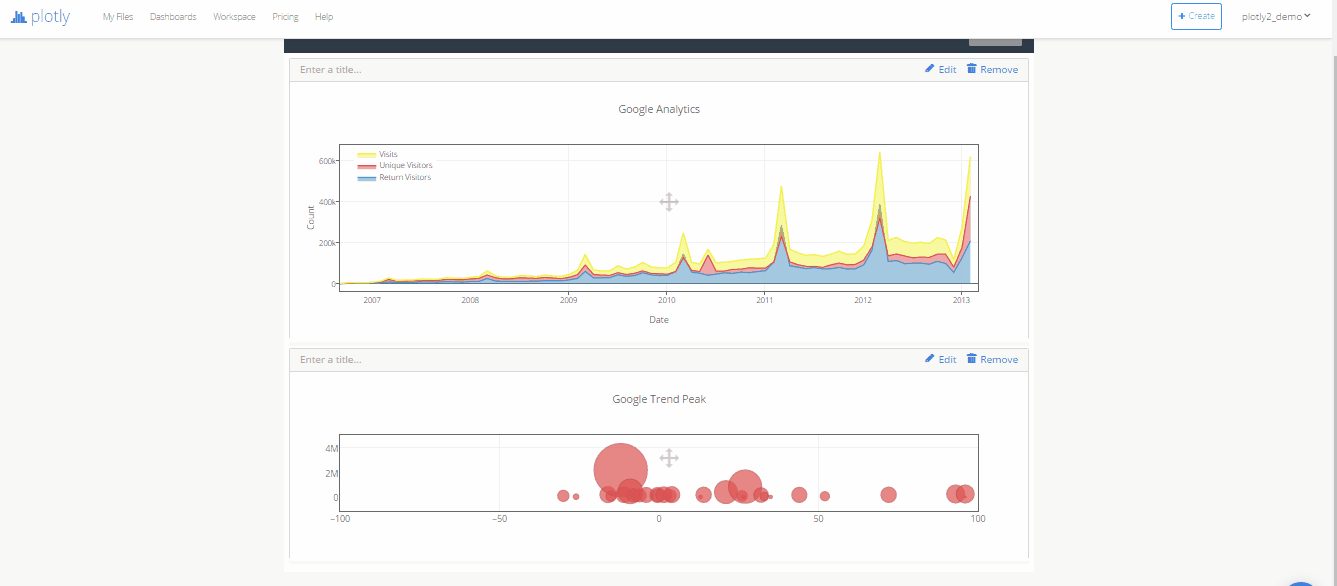 plotly My Files Dashboards Workspace Pricing Help + Create plotly2_demo
Enter a title... Edit Remove
Google Analytics
Visits
Unique Visitors
Return Visitors
600k
400k
200k
0
Count
2007 2008 2009 2010 2011 2012 2013
Date
Enter a title... Edit Remove
Google Trend Peak
4M
2M
0
−100 −50 0 50 100